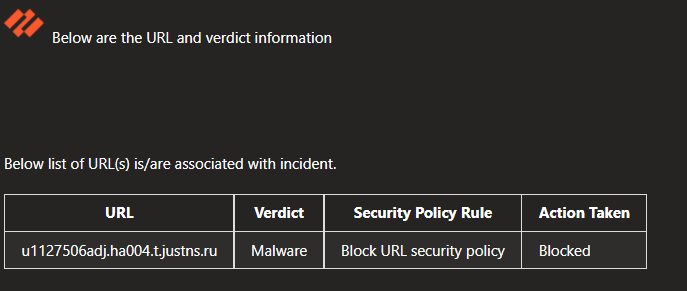 Below are the URL and verdict information
Below list of URL(s) is/are associated with incident.
URL Verdict Security Policy Rule Action Taken
u1127506adj.ha004.t.justns.ru Malware Block URL security policy Blocked